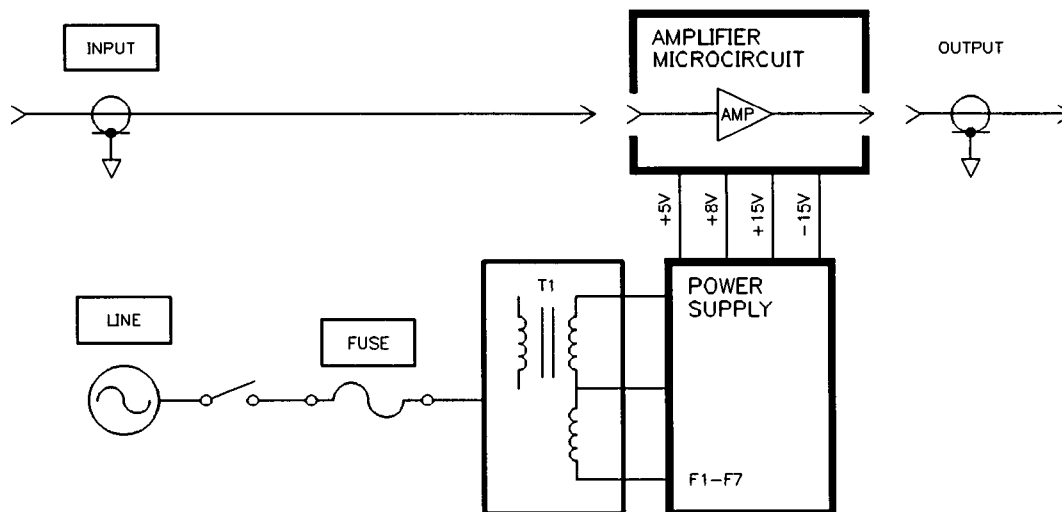 INPUT
AMPLIFIER
MICROCIRCUIT
OUTPUT
AMP
+5V
+8V
+15V
-15V
T1
POWER
SUPPLY
LINE
FUSE
F1-F7